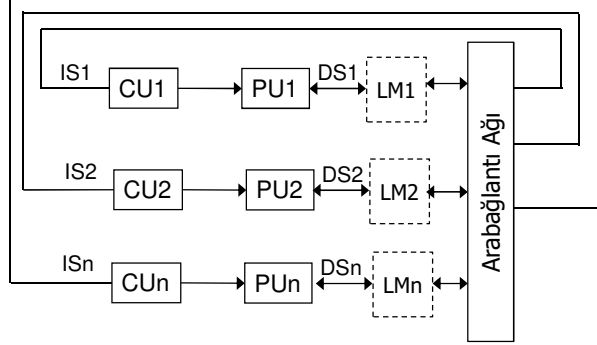 IS1
CU1
PU1
DS1
LM1
IS2
CU2
PU2
DS2
LM2
ISn
CUn
PUn
DSn
LMn
Arabağlantı Ağı